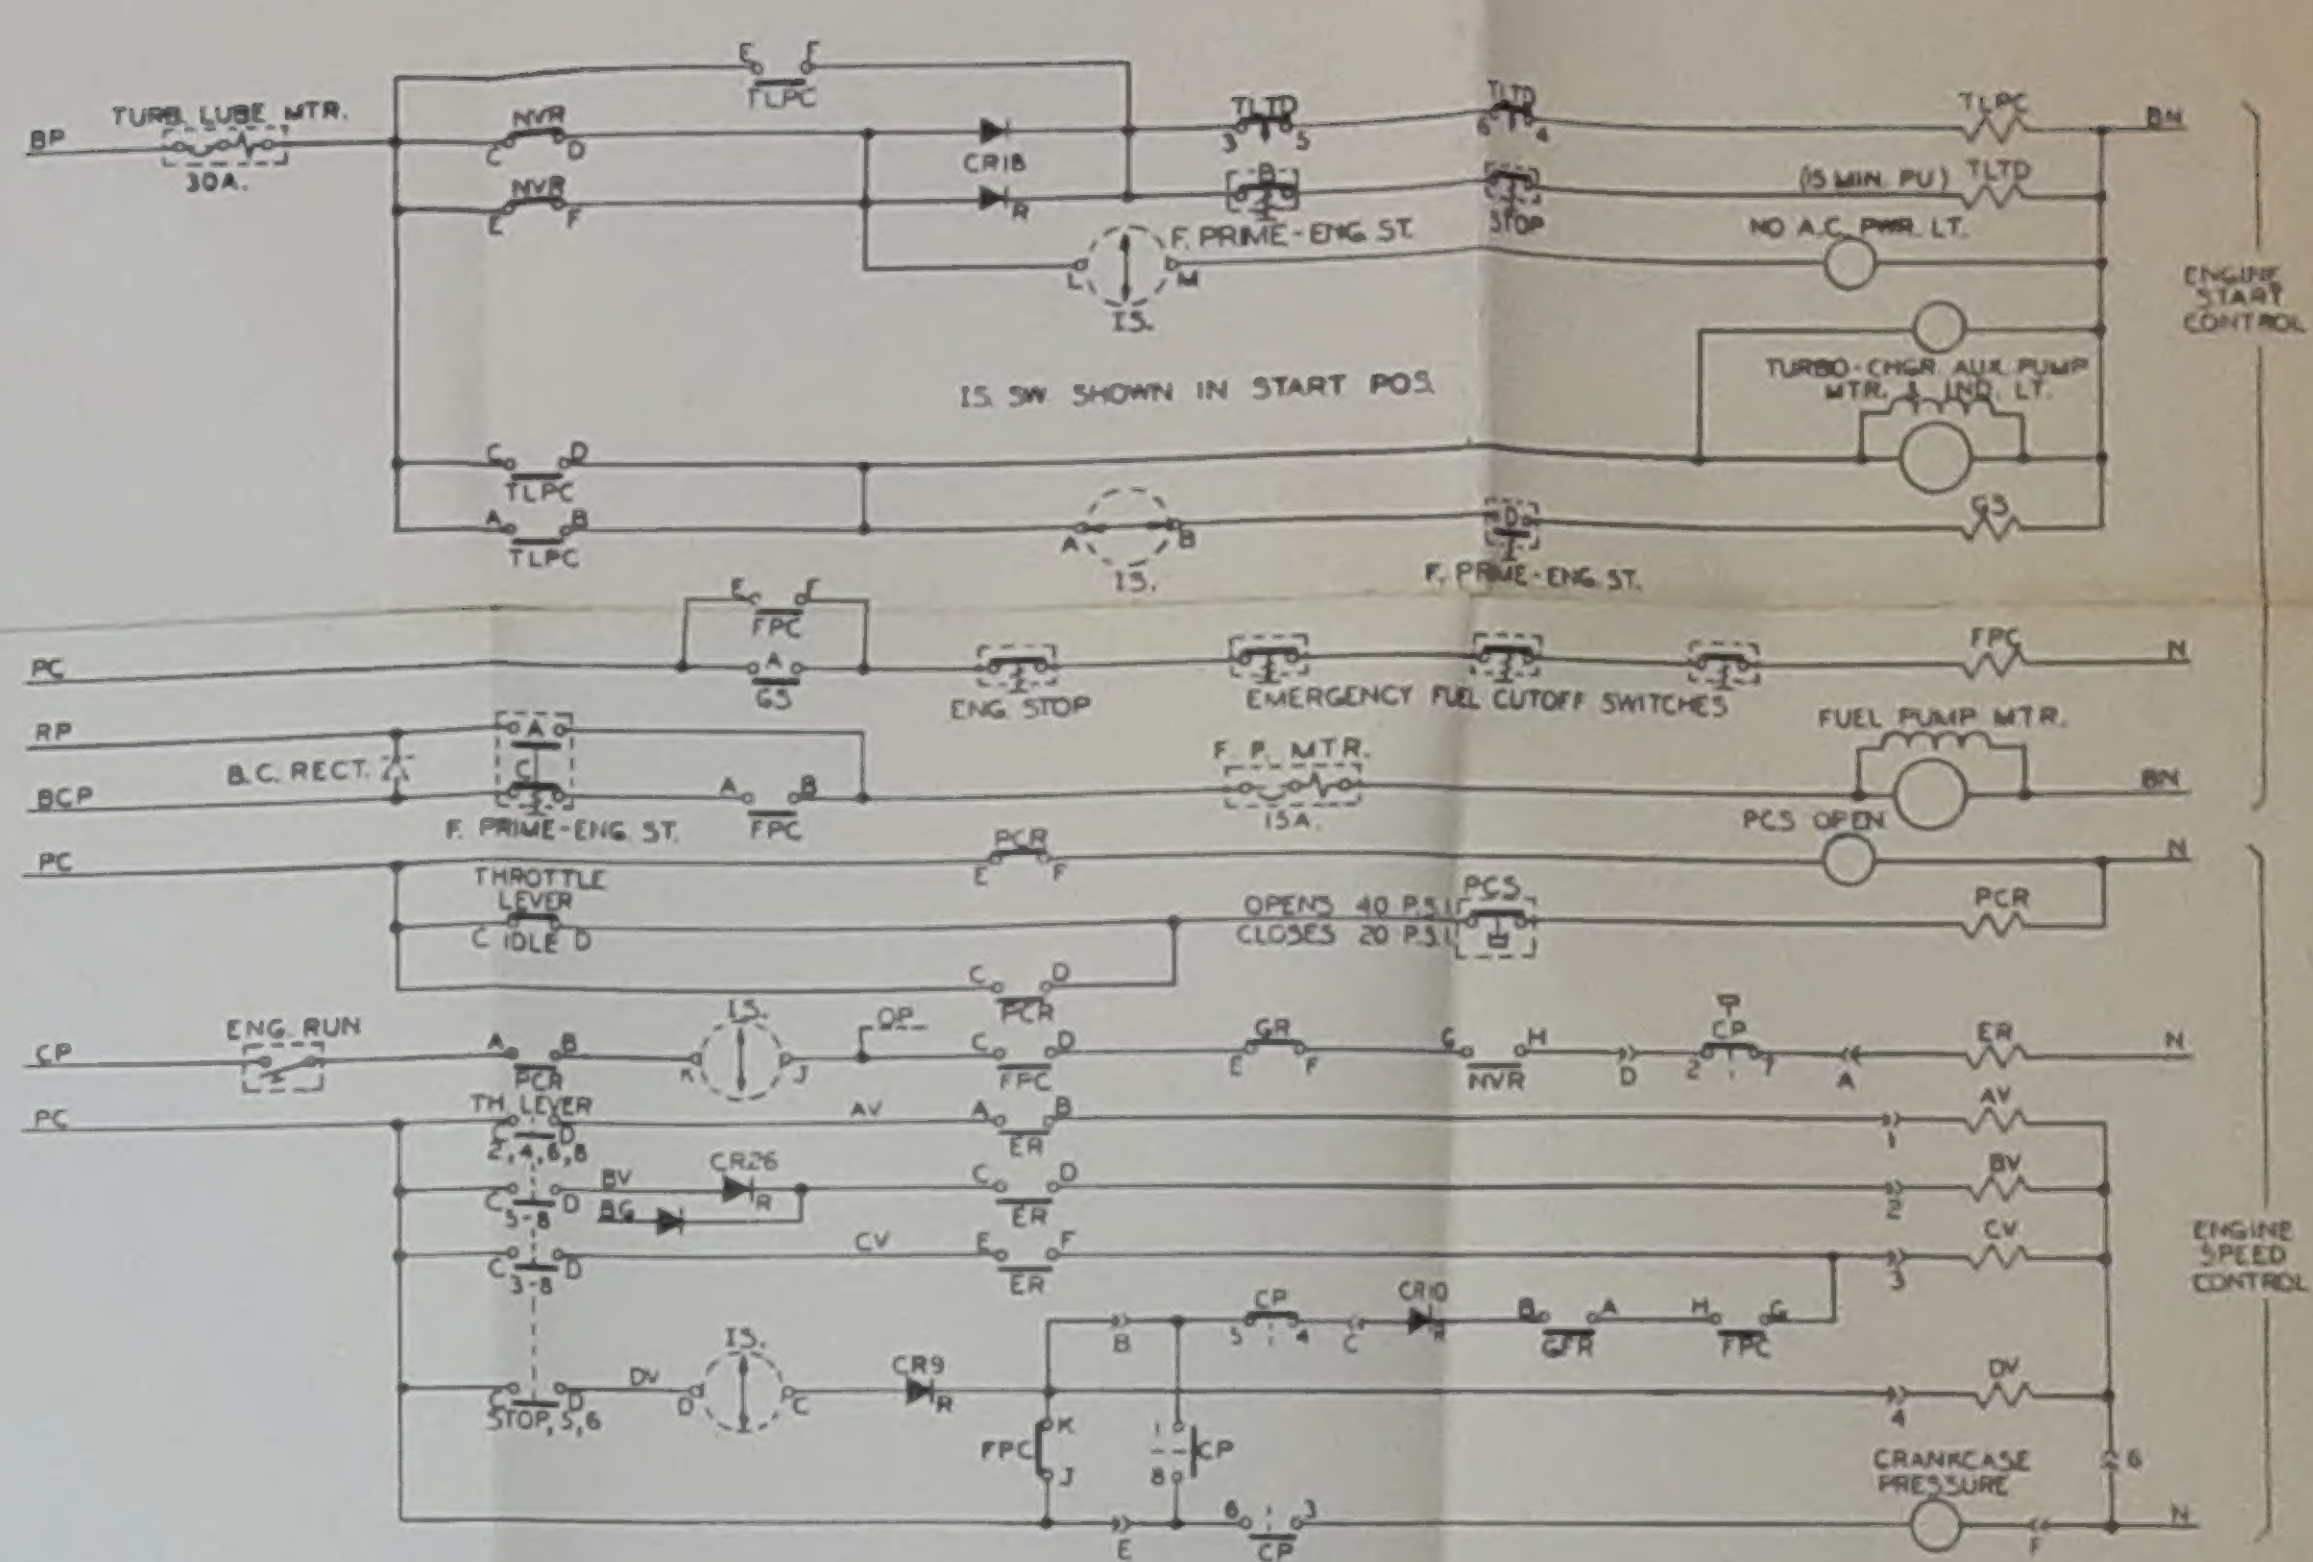 E F
TLPC
TURB. LUBE MTR.
BP
30A.
NVR
C D
CR18
TLTD
3 5
TLTD
6 4
TLPC
BN
NVR
E F
R
B
F. PRIME-ENG. ST.
STOP
(15 MIN. PU) TLTD
NO A.C. PWR. LT.
L M
IS.
ENGINE
START
CONTROL
IS. SW. SHOWN IN START POS.
TURBO-CHGR. AUX. PUMP
MTR. & IND. LT.
C D
TLPC
A B
TLPC
A B
IS.
D
F. PRIME-ENG. ST.
GS
E F
FPC
PC
A
GS
ENG. STOP
EMERGENCY FUEL CUTOFF SWITCHES
FPC
N
RP
A
B.C. RECT.
BCP
C
F. PRIME-ENG. ST.
A B
FPC
F. P. MTR.
15A.
FUEL PUMP MTR.
BN
PC
PCR
E F
PCS OPEN
N
THROTTLE
LEVER
C IDLE D
OPENS 40 P.S.I.
CLOSES 20 P.S.I.
PCS
PCR
C D
PCR
CP
ENG. RUN
A B
PCR
IS.
K J
OP
C D
FPC
GR
E F
G H
NVR
D
CP
2 7
A
ER
N
PC
TH. LEVER
C D
2,4,6,8
AV
A B
ER
1
AV
C D
5-8
BV
CR26
R
BG
C D
ER
2
BV
C D
3-8
CV
E F
ER
3
CV
ENGINE
SPEED
CONTROL
B
CP
5 4
C
CR10
R
B A
GFR
H G
FPC
C D
STOP, 5,6
DV
IS.
D C
CR9
R
4
DV
FPC
K
J
1
8
CP
CRANKCASE
PRESSURE
6
E
6 3
CP
F
N